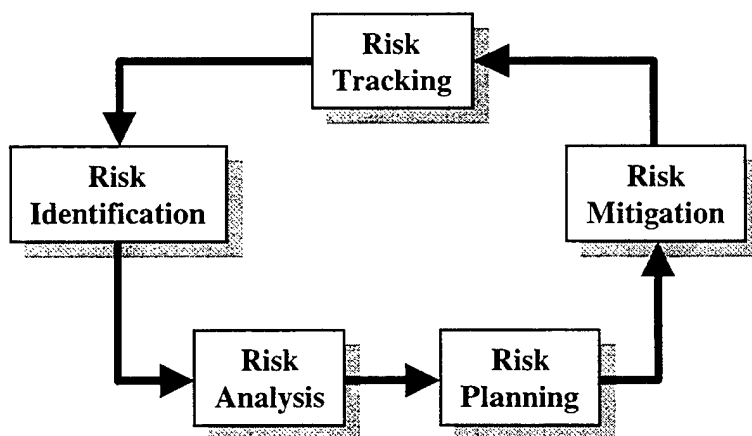 Risk
Tracking
Risk
Identification
Risk
Mitigation
Risk
Analysis
Risk
Planning